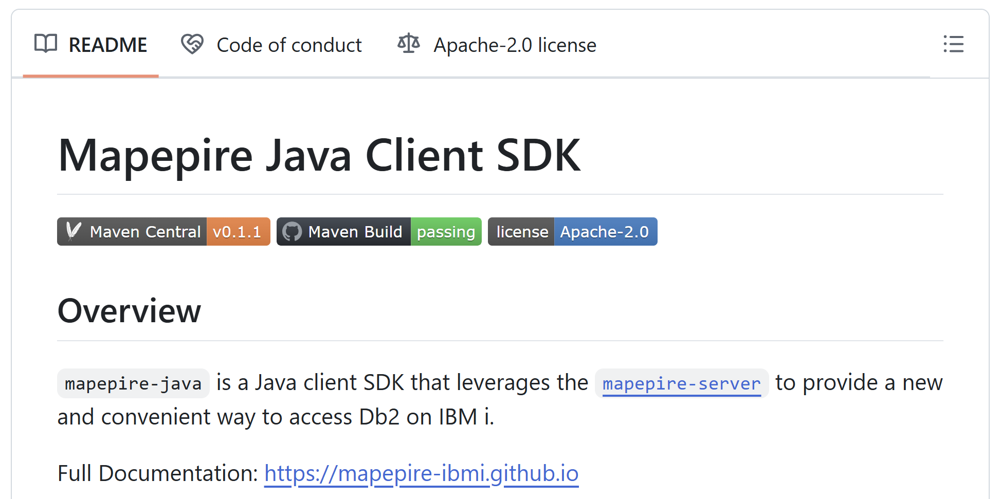 README Code of conduct Apache-2.0 license
Mapepire Java Client SDK
Maven Central v0.1.1 Maven Build passing license Apache-2.0
Overview
mapepire-java is a Java client SDK that leverages the mapepire-server to provide a new
and convenient way to access Db2 on IBM i.
Full Documentation: https://mapepire-ibmi.github.io